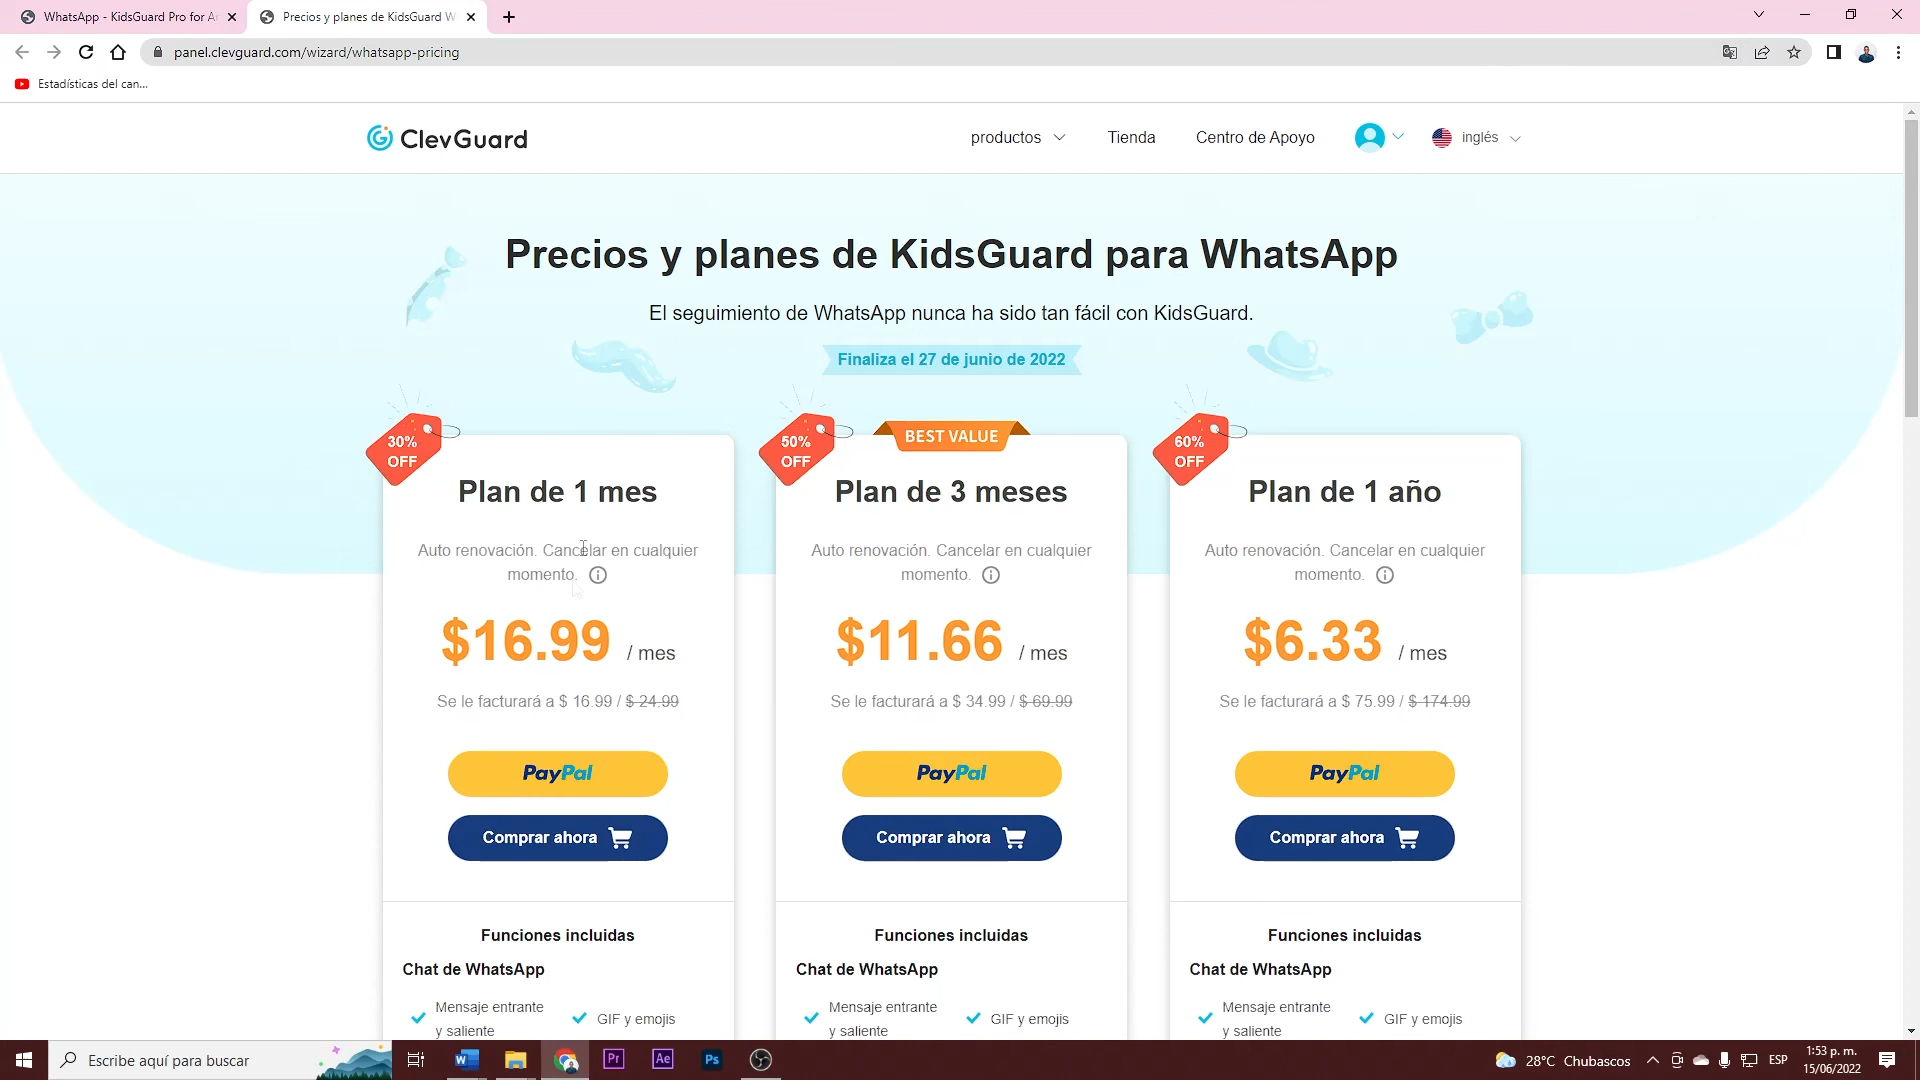 WhatsApp - KidsGuard Pro for A
Precios y planes de KidsGuard W
panel.clevguard.com/wizard/whatsapp-pricing
Estadísticas del can...
ClevGuard
productos
Tienda
Centro de Apoyo
inglés
Precios y planes de KidsGuard para WhatsApp
El seguimiento de WhatsApp nunca ha sido tan fácil con KidsGuard.
Finaliza el 27 de junio de 2022
30%
OFF
Plan de 1 mes
Auto renovación. Cancelar en cualquier
momento.
$16.99 / mes
Se le facturará a $ 16.99 / $ 24.99
PayPal
Comprar ahora
Funciones incluidas
Chat de WhatsApp
Mensaje entrante
y saliente
GIF y emojis
50%
OFF
BEST VALUE
Plan de 3 meses
Auto renovación. Cancelar en cualquier
momento.
$11.66 / mes
Se le facturará a $ 34.99 / $ 69.99
PayPal
Comprar ahora
Funciones incluidas
Chat de WhatsApp
Mensaje entrante
y saliente
GIF y emojis
60%
OFF
Plan de 1 año
Auto renovación. Cancelar en cualquier
momento.
$6.33 / mes
Se le facturará a $ 75.99 / $ 174.99
PayPal
Comprar ahora
Funciones incluidas
Chat de WhatsApp
Mensaje entrante
y saliente
GIF y emojis
Escribe aquí para buscar
W
Pr
Ae
Ps
28°C Chubascos
ESP
1:53 p. m.
15/06/2022